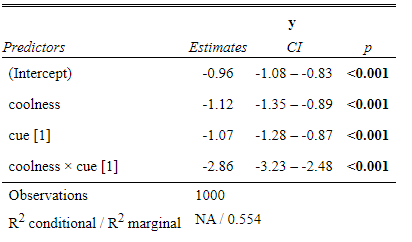 y
Predictors Estimates CI p
(Intercept) -0.96 -1.08 – -0.83 <0.001
coolness -1.12 -1.35 – -0.89 <0.001
cue [1] -1.07 -1.28 – -0.87 <0.001
coolness × cue [1] -2.86 -3.23 – -2.48 <0.001
Observations 1000
R² conditional / R² marginal NA / 0.554